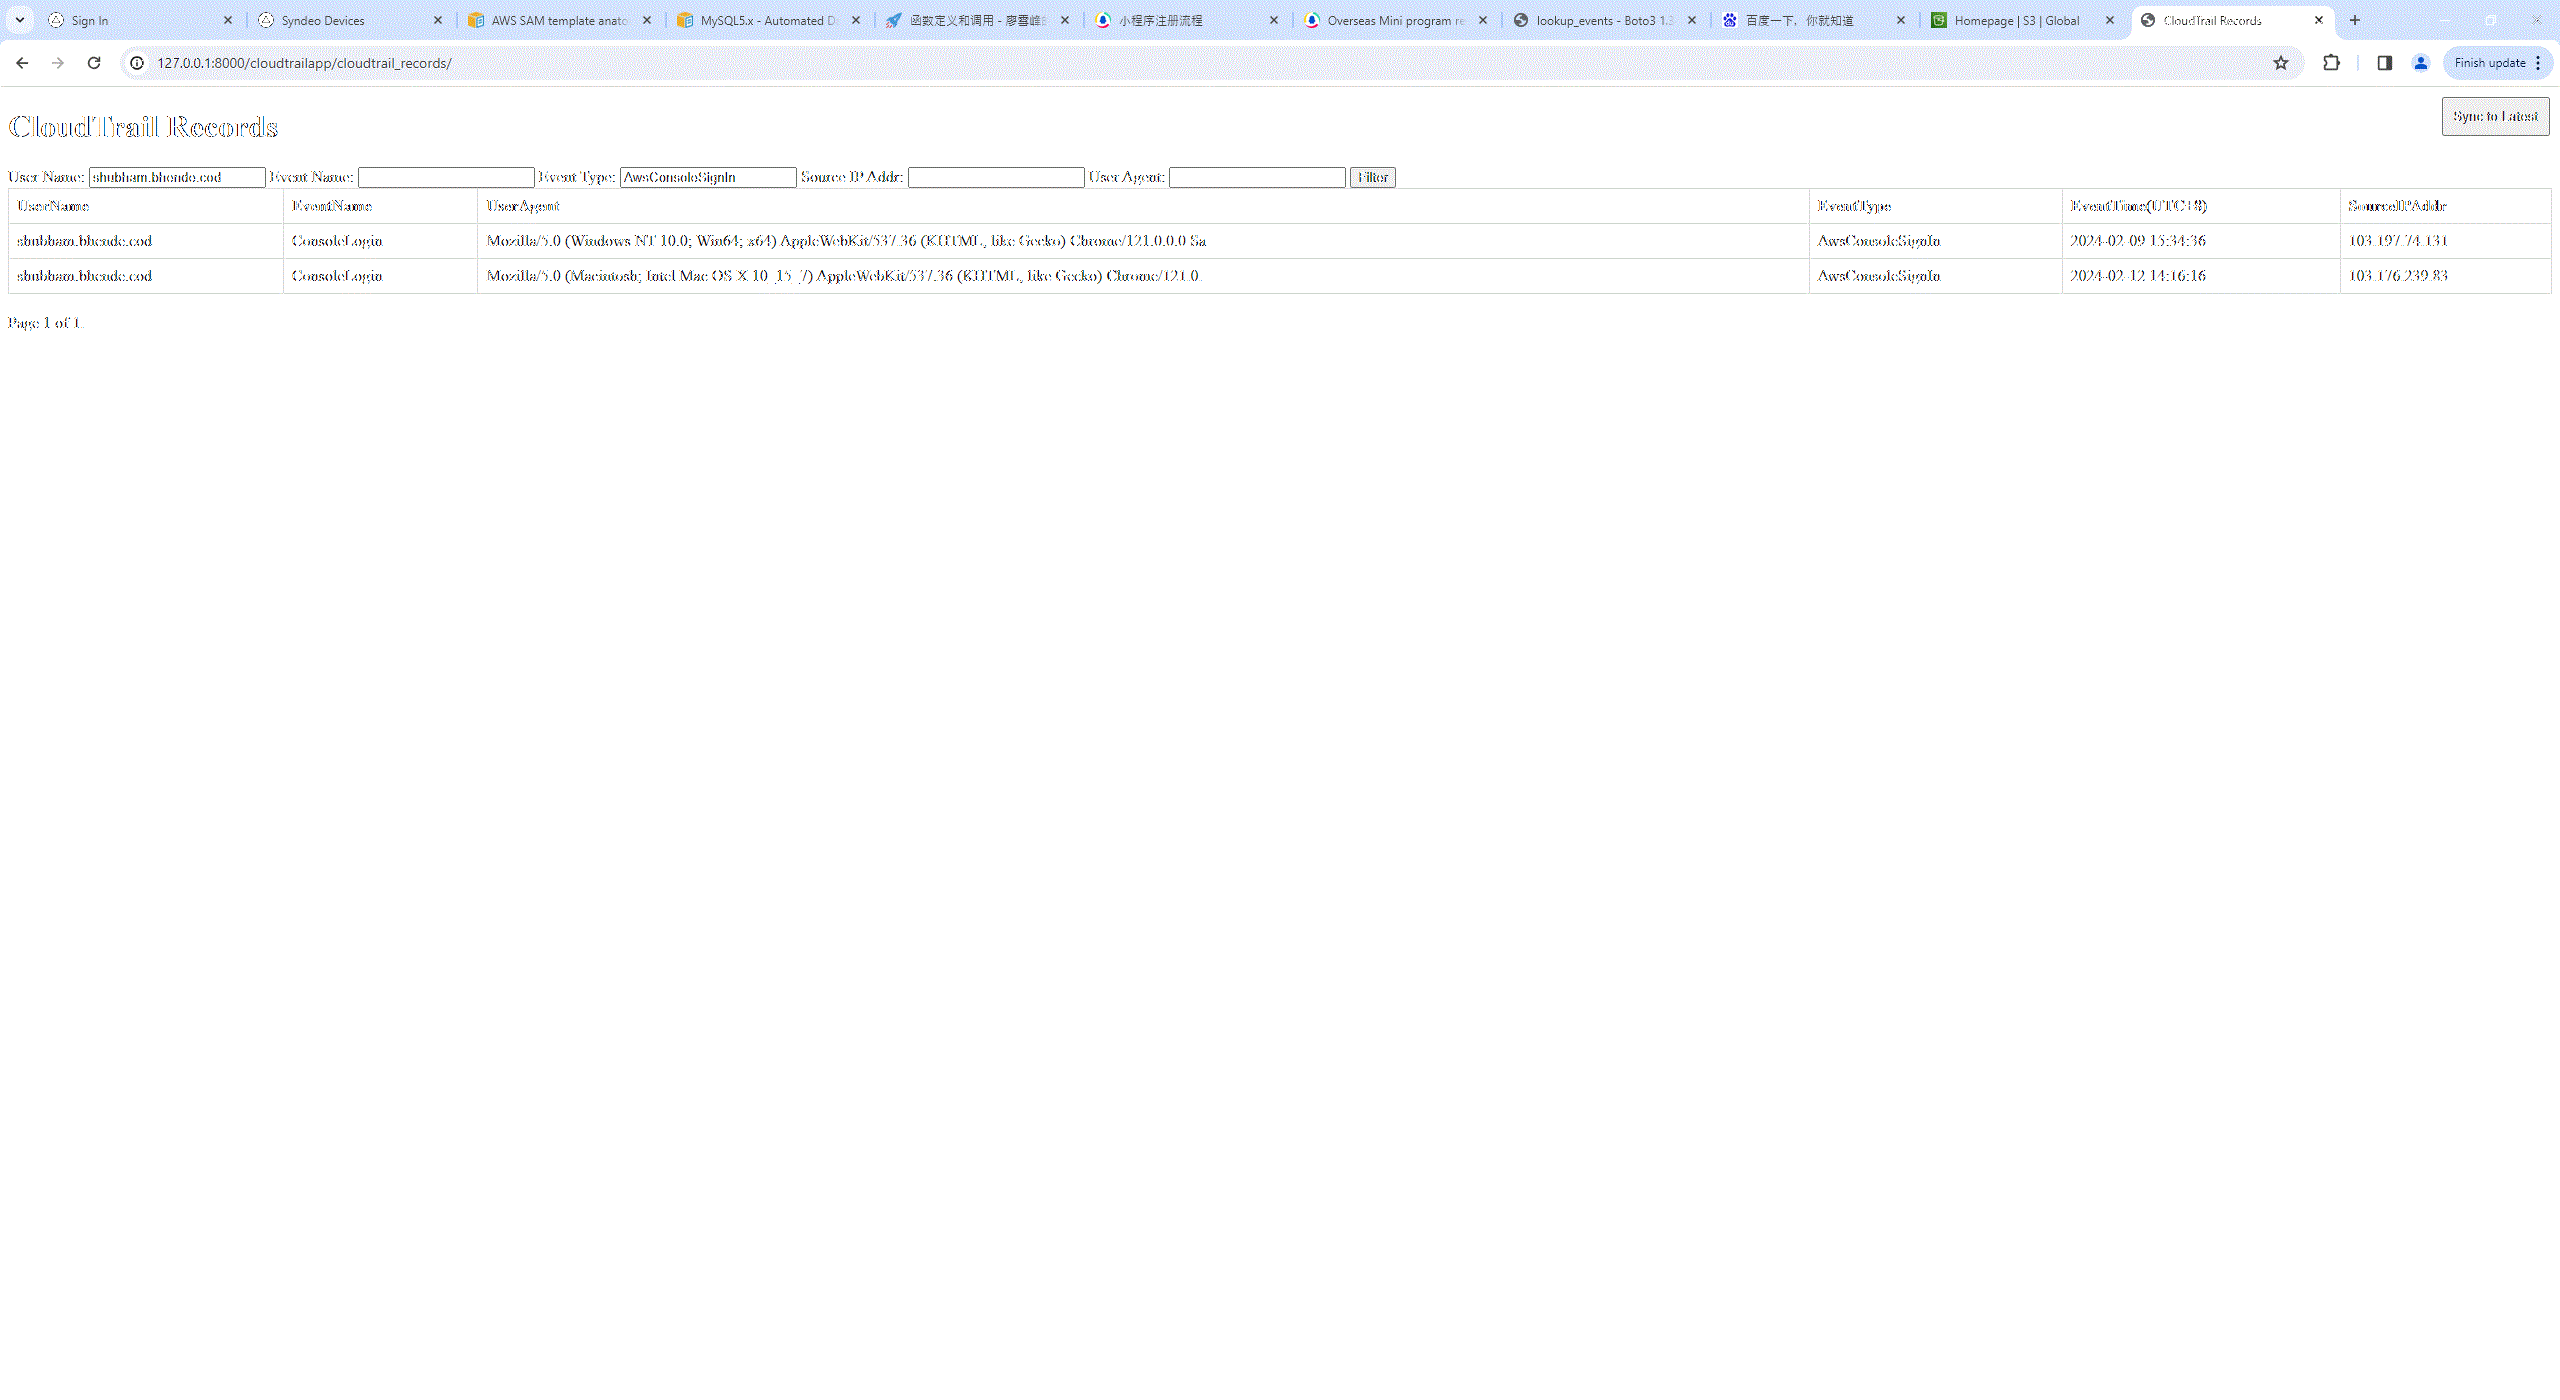 Sign In
Syndeo Devices
AWS SAM template anato
MySQL5.x - Automated D
函数定义和调用 - 廖雪峰的
小程序注册流程
Overseas Mini program re
lookup_events - Boto3 1.3
百度一下，你就知道
Homepage | S3 | Global
CloudTrail Records
127.0.0.1:8000/cloudtrailapp/cloudtrail_records/
Finish update
CloudTrail Records
Sync to Latest
User Name: shubham.bhende.cod Event Name: Event Type: AwsConsoleSignIn Source IP Addr: User Agent: Filter
UserName EventName UserAgent EventType EventTime(UTC+8) SourceIPAddr
shubham.bhende.cod ConsoleLogin Mozilla/5.0 (Windows NT 10.0; Win64; x64) AppleWebKit/537.36 (KHTML, like Gecko) Chrome/121.0.0.0 Sa AwsConsoleSignIn 2024-02-09 15:34:36 103.197.74.131
shubham.bhende.cod ConsoleLogin Mozilla/5.0 (Macintosh; Intel Mac OS X 10_15_7) AppleWebKit/537.36 (KHTML, like Gecko) Chrome/121.0. AwsConsoleSignIn 2024-02-12 14:16:16 103.176.239.83
Page 1 of 1.